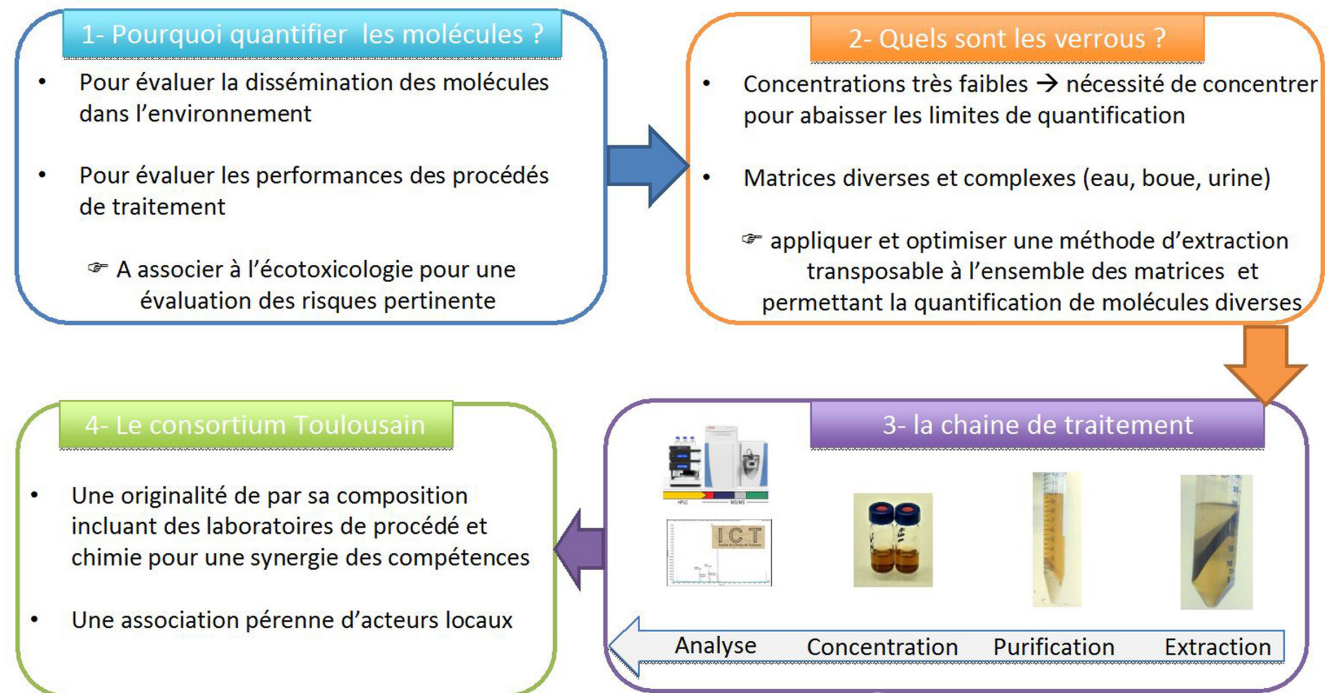 1- Pourquoi quantifier les molécules ?
• Pour évaluer la dissémination des molécules
dans l'environnement
• Pour évaluer les performances des procédés
de traitement
☞ A associer à l'écotoxicologie pour une
évaluation des risques pertinente
2- Quels sont les verrous ?
• Concentrations très faibles → nécessité de concentrer
pour abaisser les limites de quantification
• Matrices diverses et complexes (eau, boue, urine)
☞ appliquer et optimiser une méthode d'extraction
transposable à l'ensemble des matrices et
permettant la quantification de molécules diverses
3- la chaine de traitement
HPLC MS/MS
ICT
Analyse Concentration Purification Extraction
4- Le consortium Toulousain
• Une originalité de par sa composition
incluant des laboratoires de procédé et
chimie pour une synergie des compétences
• Une association pérenne d'acteurs locaux